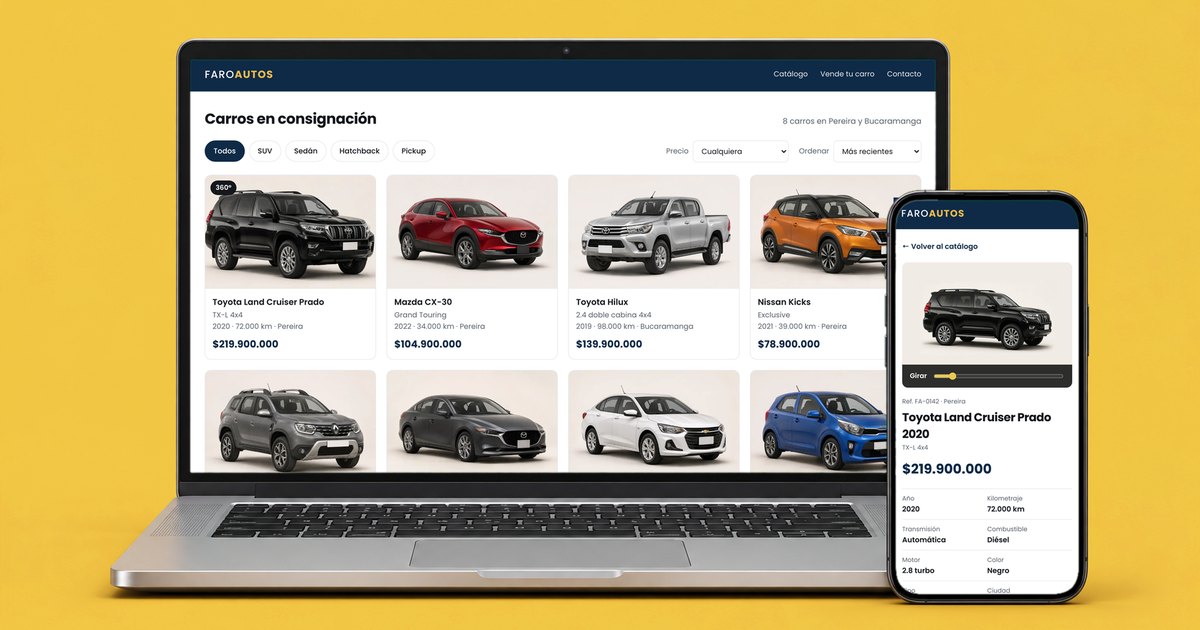 FAROAUTOS
Catálogo Vende tu carro Contacto
Carros en consignación
8 carros en Pereira y Bucaramanga
Todos SUV Sedán Hatchback Pickup
Precio Cualquiera Ordenar Más recientes
360°
Toyota Land Cruiser Prado
TX-L 4x4
2020 · 72.000 km · Pereira
$219.900.000
Mazda CX-30
Grand Touring
2022 · 34.000 km · Pereira
$104.900.000
Toyota Hilux
2.4 doble cabina 4x4
2019 · 98.000 km · Bucaramanga
$139.900.000
Nissan Kicks
Exclusive
2021 · 39.000 km · Pereira
$78.900.000
FAROAUTOS
← Volver al catálogo
Girar
Ref. FA-0142 · Pereira
Toyota Land Cruiser Prado
2020
TX-L 4x4
$219.900.000
Año Kilometraje
2020 72.000 km
Transmisión Combustible
Automática Diésel
Motor Color
2.8 turbo Negro
Ciudad